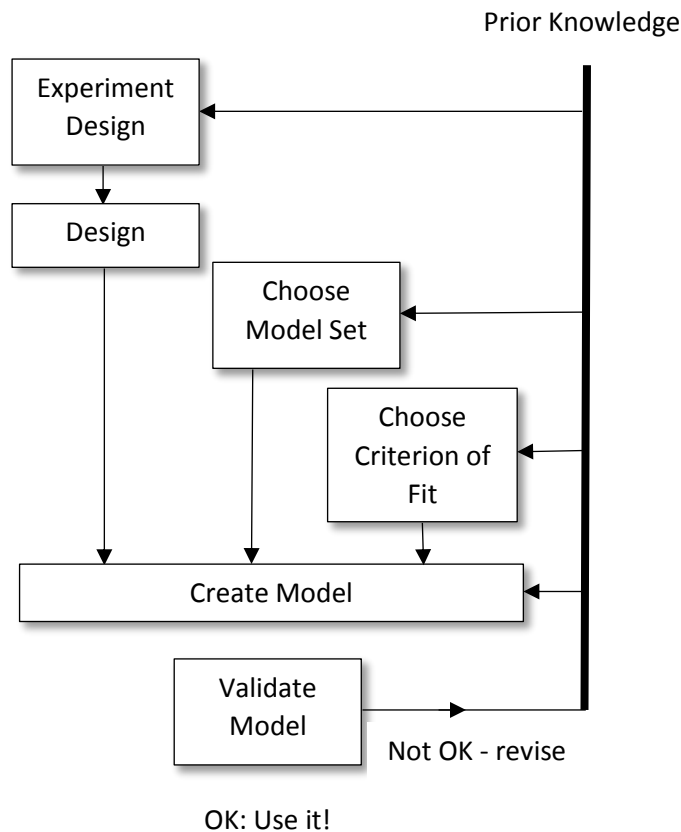 Prior Knowledge
Experiment
Design
Design
Choose
Model Set
Choose
Criterion of
Fit
Create Model
Validate
Model
Not OK - revise
OK: Use it!